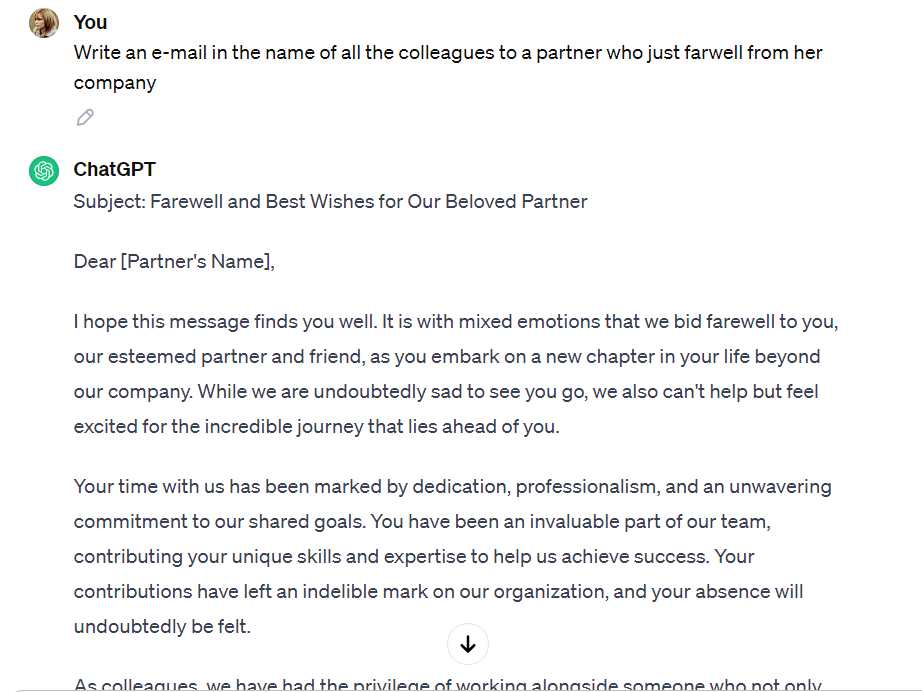 You
Write an e-mail in the name of all the colleagues to a partner who just farwell from her
company
ChatGPT
Subject: Farewell and Best Wishes for Our Beloved Partner
Dear [Partner's Name],
I hope this message finds you well. It is with mixed emotions that we bid farewell to you,
our esteemed partner and friend, as you embark on a new chapter in your life beyond
our company. While we are undoubtedly sad to see you go, we also can't help but feel
excited for the incredible journey that lies ahead of you.
Your time with us has been marked by dedication, professionalism, and an unwavering
commitment to our shared goals. You have been an invaluable part of our team,
contributing your unique skills and expertise to help us achieve success. Your
contributions have left an indelible mark on our organization, and your absence will
undoubtedly be felt.
As colleagues, we have had the privilege of working alongside someone who not only